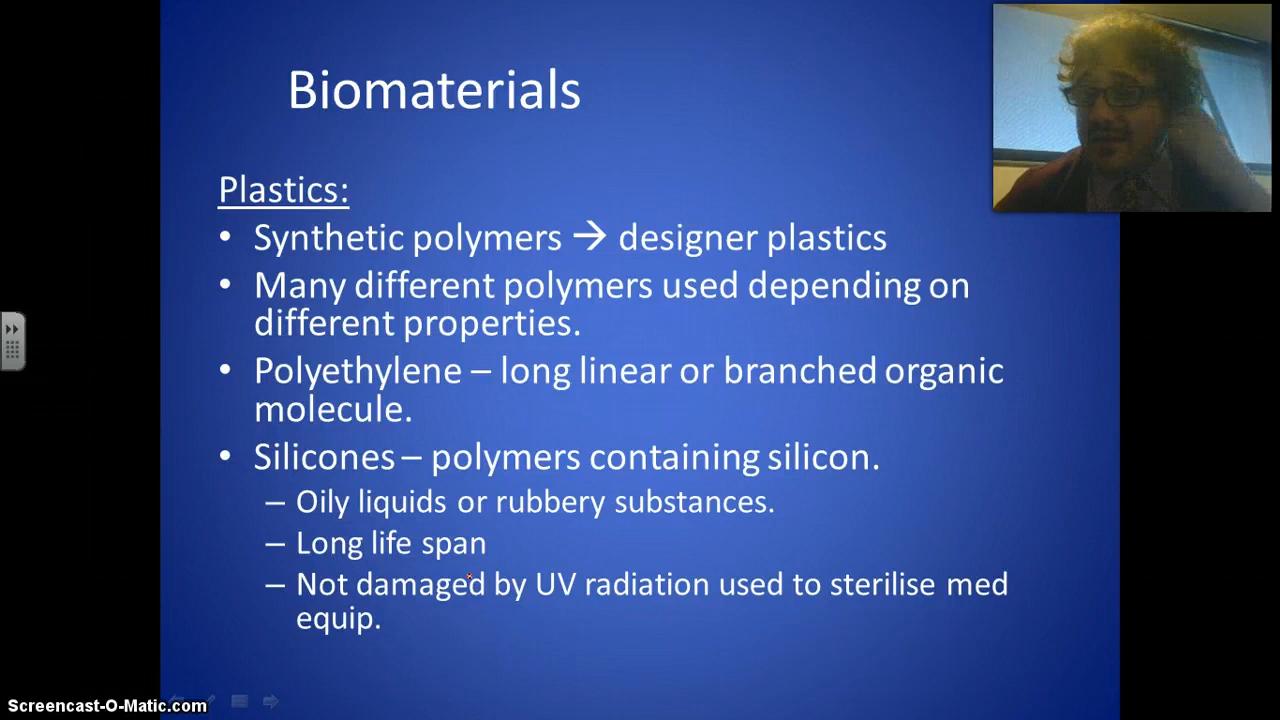 Biomaterials
Plastics:
• Synthetic polymers → designer plastics
• Many different polymers used depending on
different properties.
• Polyethylene – long linear or branched organic
molecule.
• Silicones – polymers containing silicon.
– Oily liquids or rubbery substances.
– Long life span
– Not damaged by UV radiation used to sterilise med
equip.
Screencast-O-Matic.com